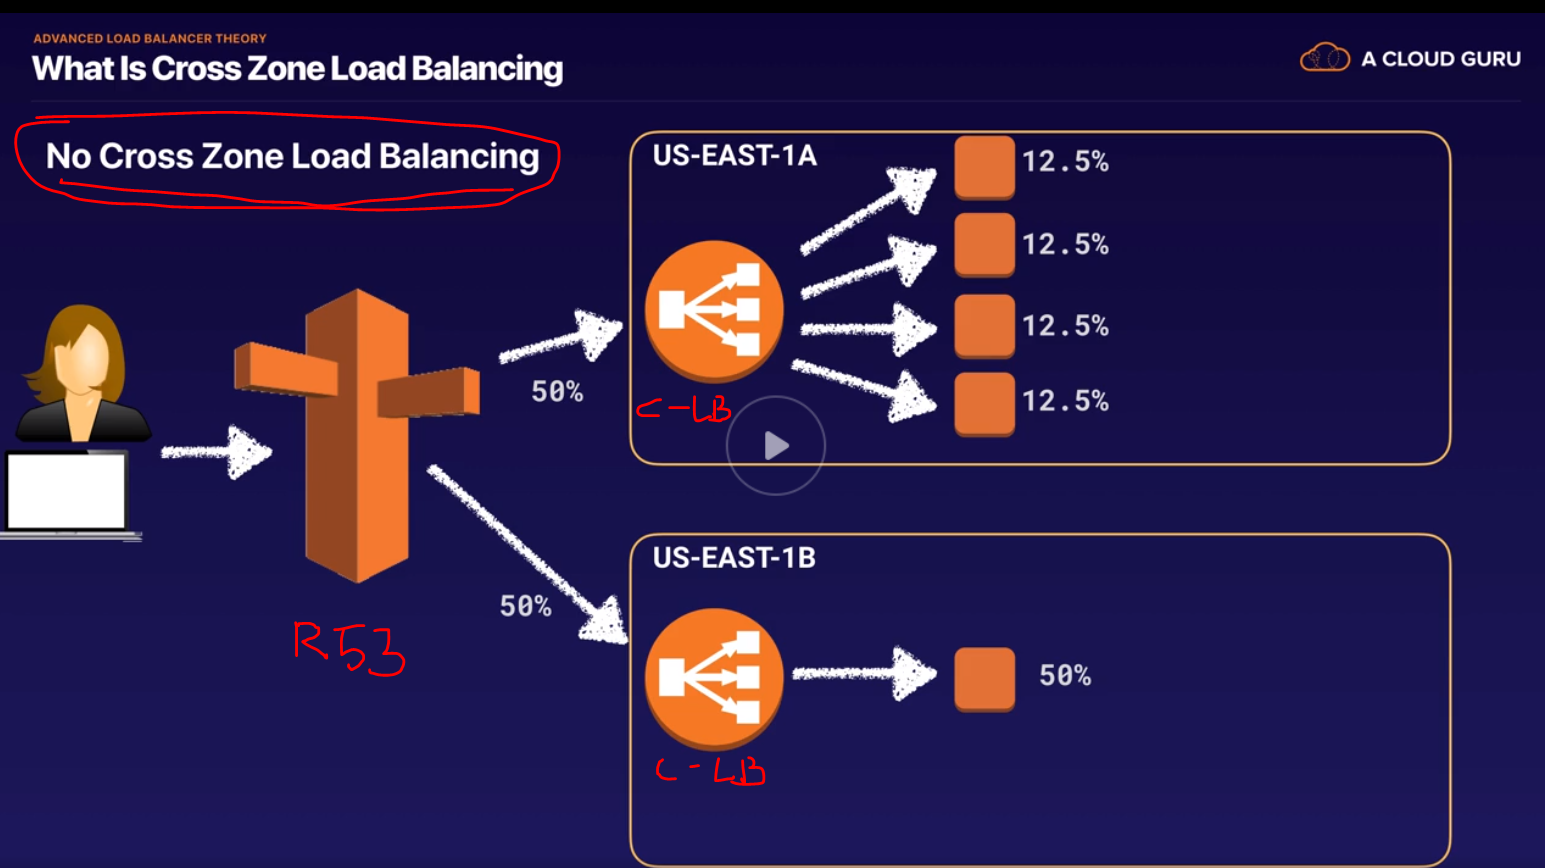 ADVANCED LOAD BALANCER THEORY
What Is Cross Zone Load Balancing
A CLOUD GURU
No Cross Zone Load Balancing
US-EAST-1A
12.5%
12.5%
12.5%
12.5%
50%
C-LB
US-EAST-1B
50%
R53
50%
C-LB